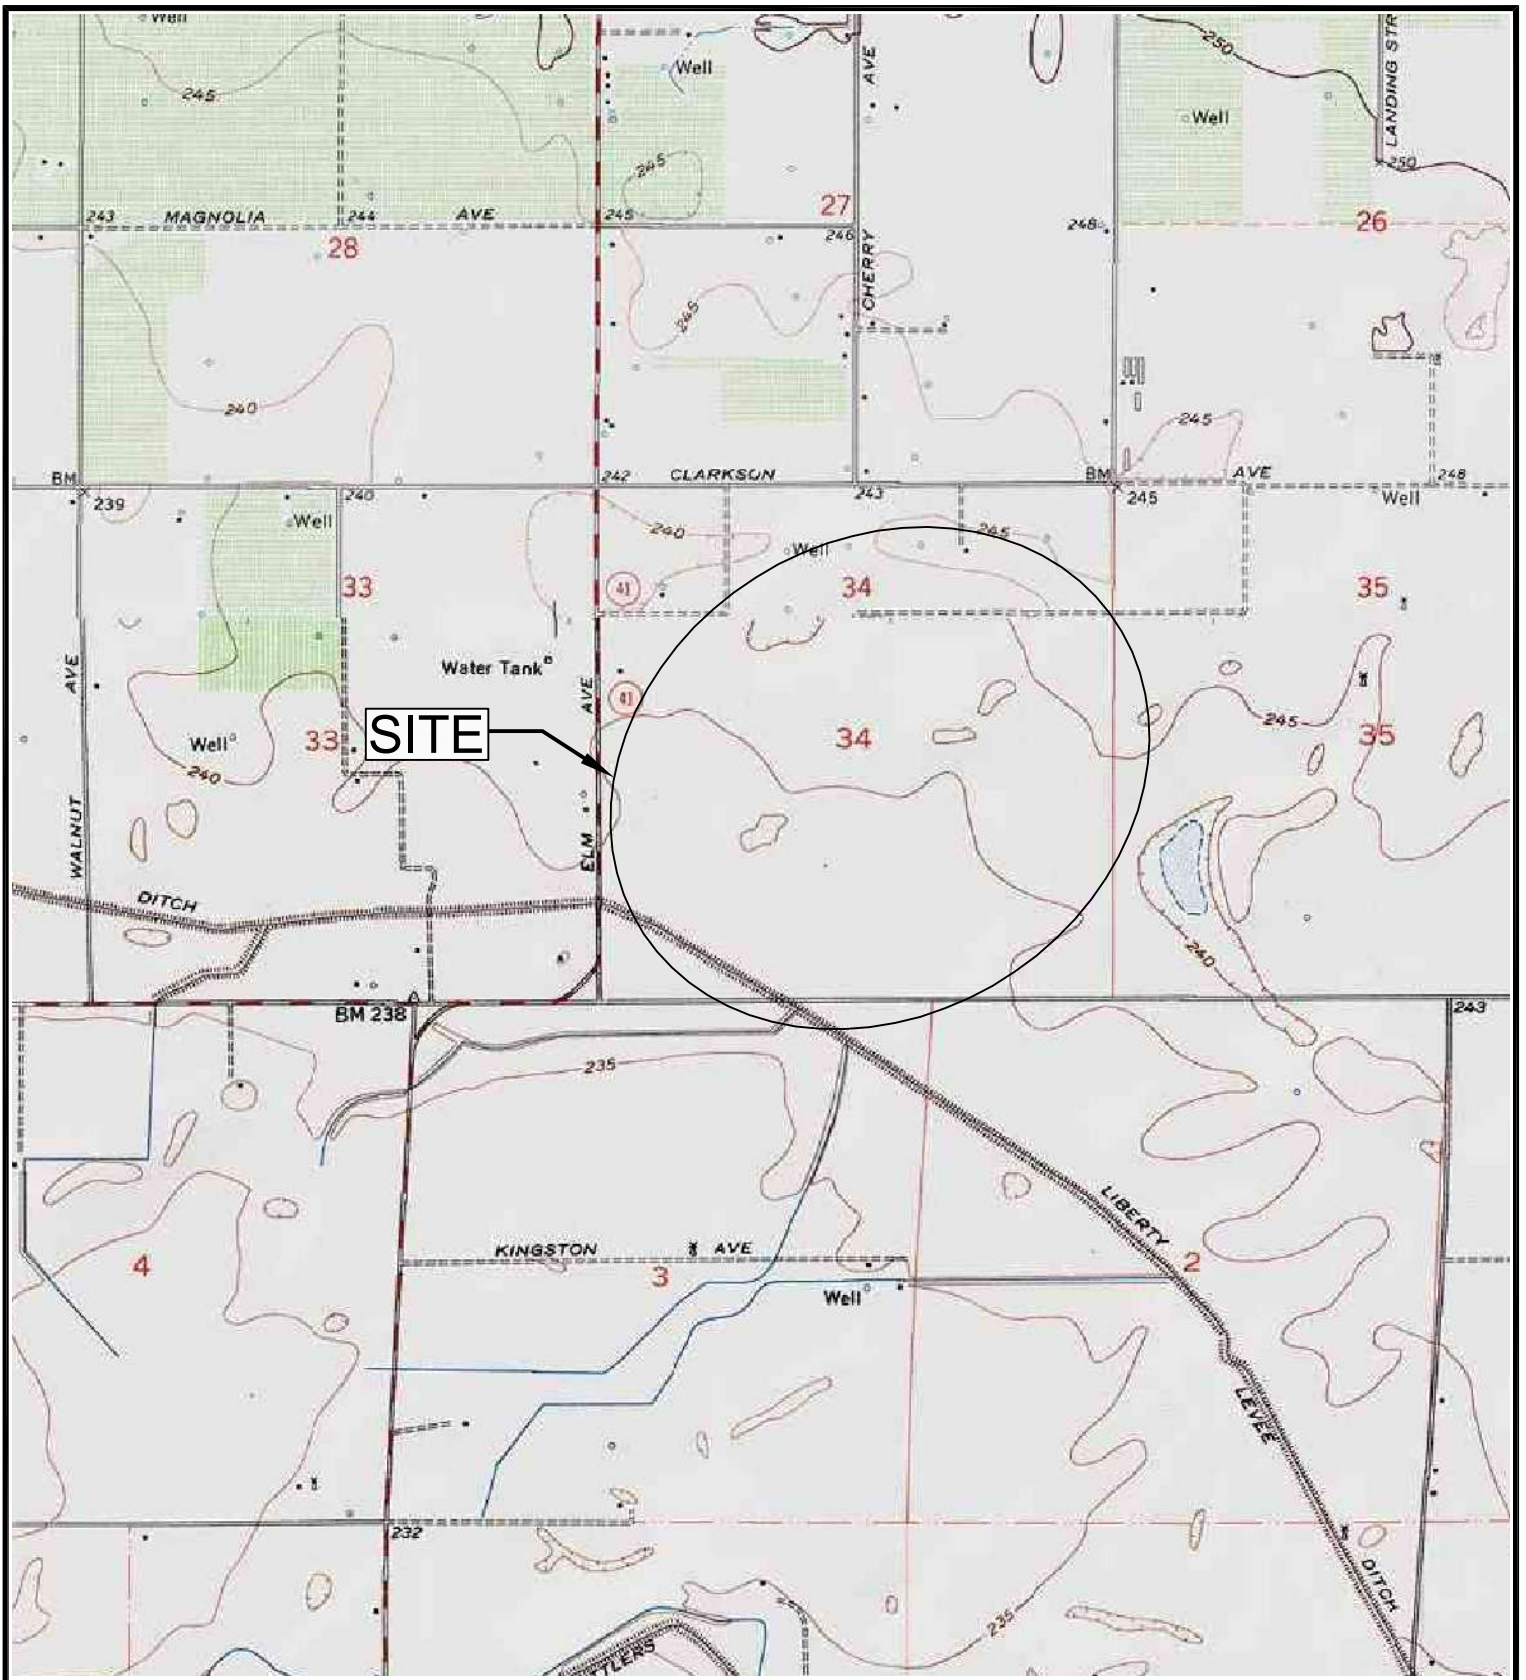 Well
250
LANDING STR
AVE
Well
245
Well
250
245
27
26
243 MAGNOLIA 244 AVE 245
246
248
28
CHERRY
245
240
245
BM
242 CLARKSON
BM
AVE 248
239
240
243
245
Well
Well
240
245
Well
33
41
34
35
AVE
Water Tank
AVE
41
SITE
Well
33
34
245
35
240
WALNUT
ELM
DITCH
240
BM 238
243
235
LIBERTY
KINGSTON AVE
4
3
2
Well
LEVEE
232
DITCH
235
TTLERS